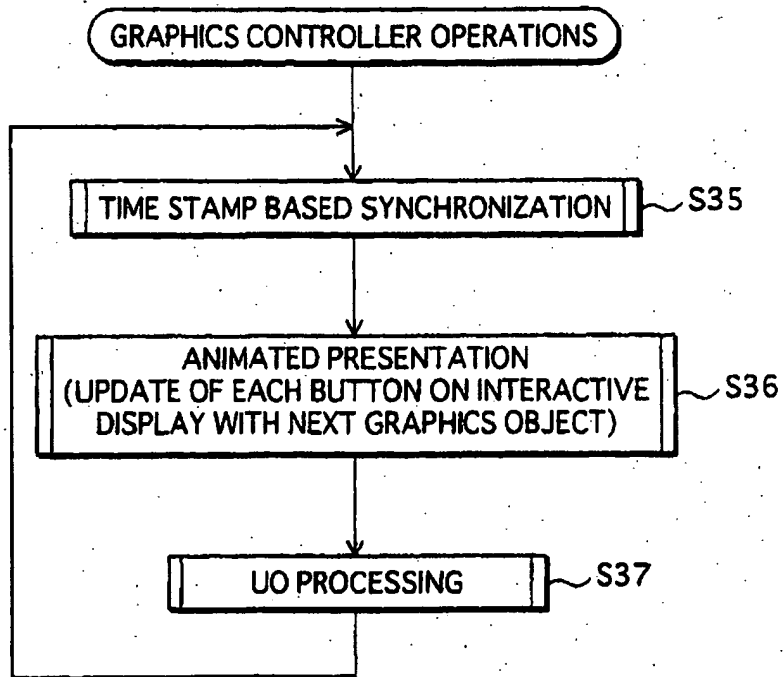 GRAPHICS CONTROLLER OPERATIONS
TIME STAMP BASED SYNCHRONIZATION
S35
ANIMATED PRESENTATION
(UPDATE OF EACH BUTTON ON INTERACTIVE
DISPLAY WITH NEXT GRAPHICS OBJECT)
S36
UO PROCESSING
S37